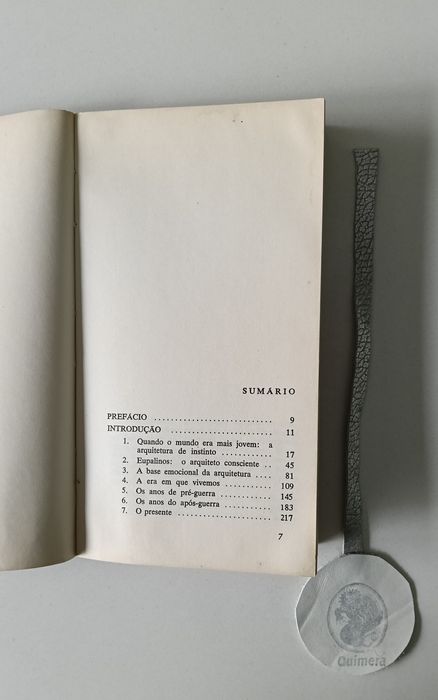 SUMÁRIO
PREFÁCIO ............................ 9
INTRODUÇÃO ........................ 11
1. Quando o mundo era mais jovem: a
arquitetura de instinto ............... 17
2. Eupalinos: o arquiteto consciente .. 45
3. A base emocional da arquitetura .... 81
4. A era em que vivemos ............. 109
5. Os anos de pré-guerra .............. 145
6. Os anos do após-guerra ............ 183
7. O presente ........................ 217
7
Quimera